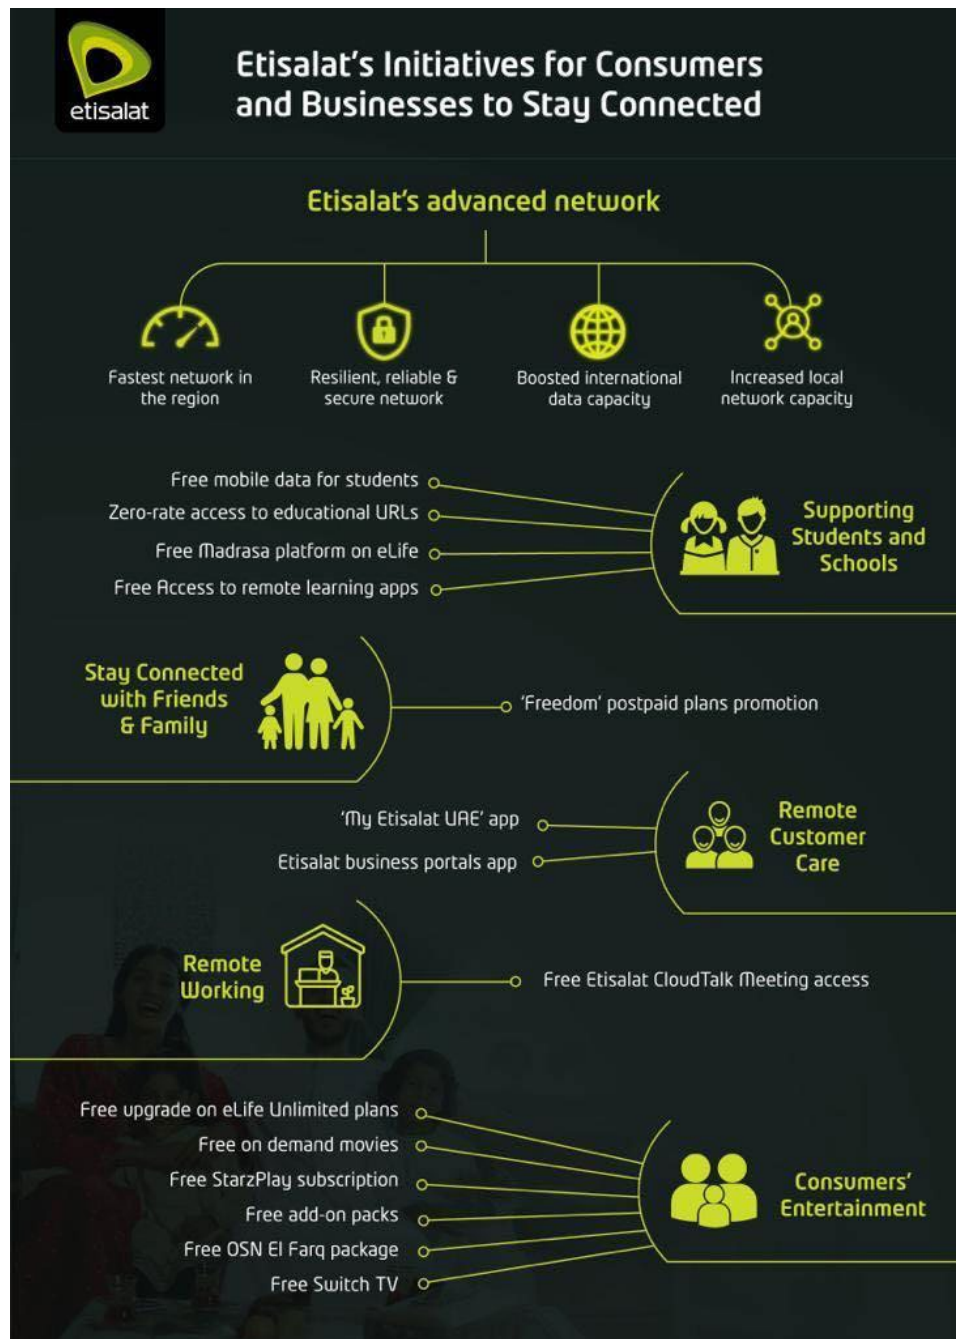 etisalat
Etisalat's Initiatives for Consumers
and Businesses to Stay Connected
Etisalat's advanced network
Fastest network in
the region
Resilient, reliable &
secure network
Boosted international
data capacity
Increased local
network capacity
Free mobile data for students
Zero-rate access to educational URLs
Free Madrasa platform on eLife
Free Access to remote learning apps
Supporting
Students and
Schools
Stay Connected
with Friends
& Family
'Freedom' postpaid plans promotion
'My Etisalat UAE' app
Etisalat business portals app
Remote
Customer
Care
Remote
Working
Free Etisalat CloudTalk Meeting access
Free upgrade on eLife Unlimited plans
Free on demand movies
Free StarzPlay subscription
Free add-on packs
Free OSN El Farq package
Free Switch TV
Consumers'
Entertainment